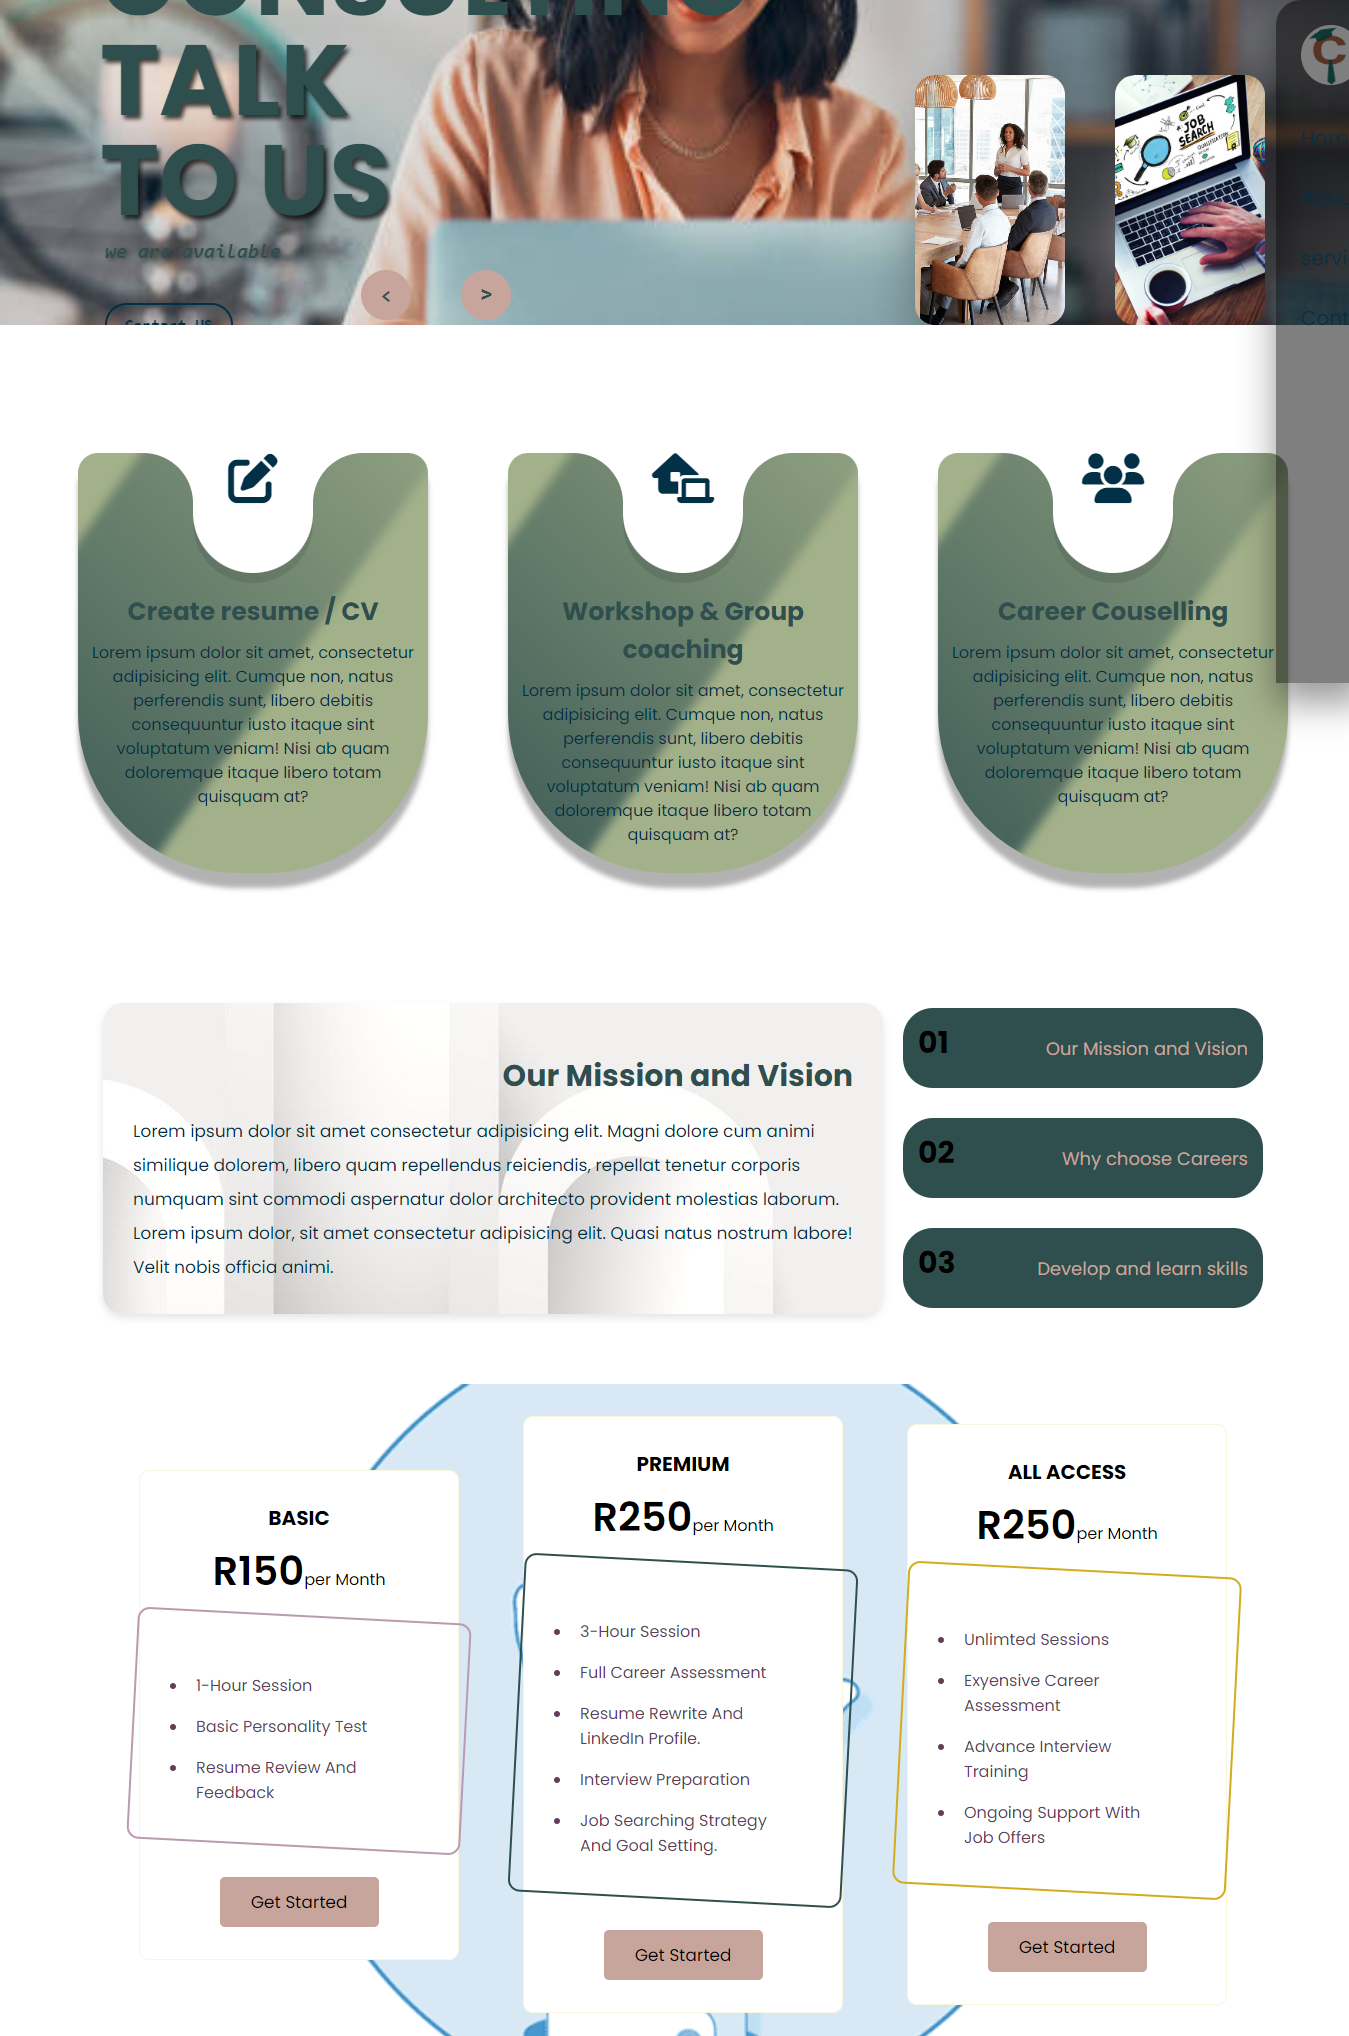 CONSULTING
TALK
TO US
we are available
Contact US
<
>
JOB
SEARCH
QUALIFICATION
C
Hom
Abou
servi
Cont
Create resume / CV
Lorem ipsum dolor sit amet, consectetur
adipisicing elit. Cumque non, natus
perferendis sunt, libero debitis
consequuntur iusto itaque sint
voluptatum veniam! Nisi ab quam
doloremque itaque libero totam
quisquam at?
Workshop & Group
coaching
Lorem ipsum dolor sit amet, consectetur
adipisicing elit. Cumque non, natus
perferendis sunt, libero debitis
consequuntur iusto itaque sint
voluptatum veniam! Nisi ab quam
doloremque itaque libero totam
quisquam at?
Career Couselling
Lorem ipsum dolor sit amet, consectetur
adipisicing elit. Cumque non, natus
perferendis sunt, libero debitis
consequuntur iusto itaque sint
voluptatum veniam! Nisi ab quam
doloremque itaque libero totam
quisquam at?
Our Mission and Vision
Lorem ipsum dolor sit amet consectetur adipisicing elit. Magni dolore cum animi
similique dolorem, libero quam repellendus reiciendis, repellat tenetur corporis
numquam sint commodi aspernatur dolor architecto provident molestias laborum.
Lorem ipsum dolor, sit amet consectetur adipisicing elit. Quasi natus nostrum labore!
Velit nobis officia animi.
01
Our Mission and Vision
02
Why choose Careers
03
Develop and learn skills
BASIC
R150per Month
1-Hour Session
Basic Personality Test
Resume Review And
Feedback
Get Started
PREMIUM
R250per Month
3-Hour Session
Full Career Assessment
Resume Rewrite And
LinkedIn Profile.
Interview Preparation
Job Searching Strategy
And Goal Setting.
Get Started
ALL ACCESS
R250per Month
Unlimted Sessions
Exyensive Career
Assessment
Advance Interview
Training
Ongoing Support With
Job Offers
Get Started